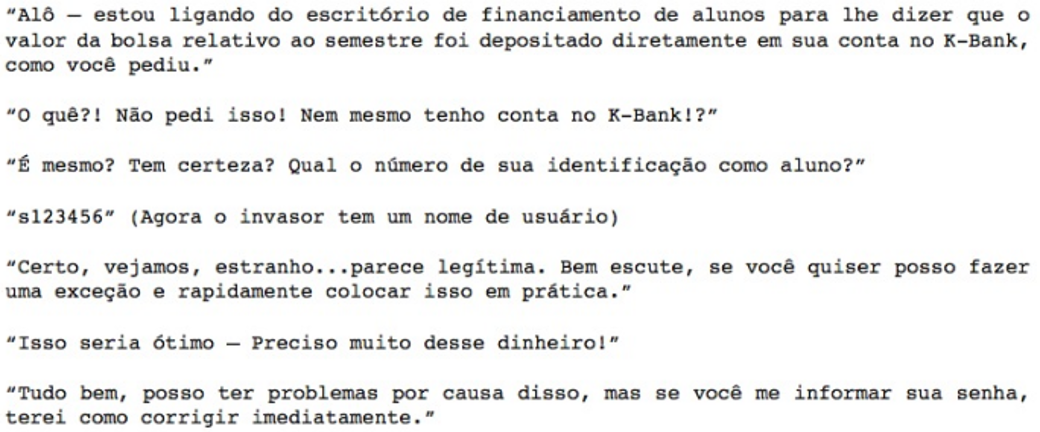 “Alô – estou ligando do escritório de financiamento de alunos para lhe dizer que o
valor da bolsa relativo ao semestre foi depositado diretamente em sua conta no K-Bank,
como você pediu.”
“O quê?! Não pedi isso! Nem mesmo tenho conta no K-Bank!?”
“É mesmo? Tem certeza? Qual o número de sua identificação como aluno?”
“s123456” (Agora o invasor tem um nome de usuário)
“Certo, vejamos, estranho...parece legítima. Bem escute, se você quiser posso fazer
uma exceção e rapidamente colocar isso em prática.”
“Isso seria ótimo – Preciso muito desse dinheiro!”
“Tudo bem, posso ter problemas por causa disso, mas se você me informar sua senha,
terei como corrigir imediatamente.”